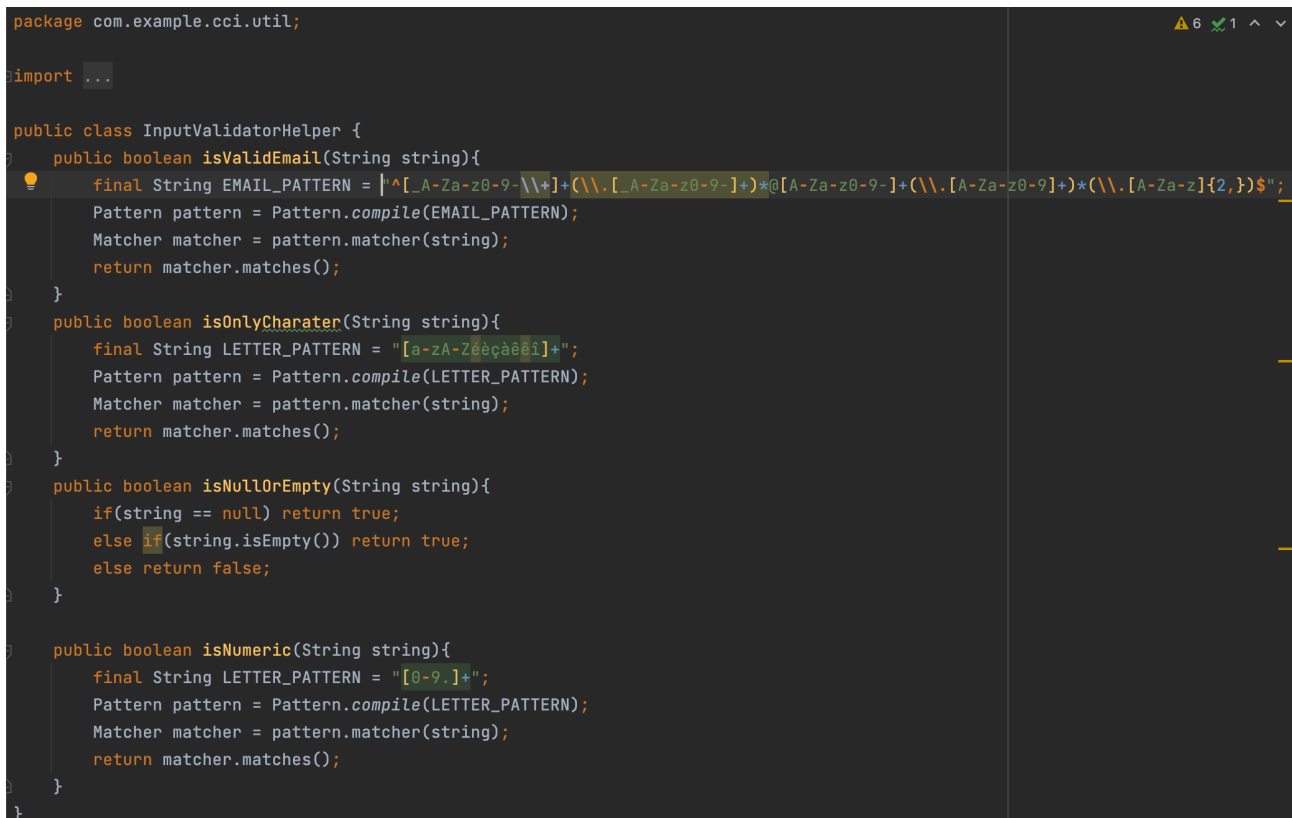 package com.example.cci.util;
6 1
import ...
public class InputValidatorHelper {
    public boolean isValidEmail(String string){
        final String EMAIL_PATTERN = "^[_A-Za-z0-9-\\+]+(\\.[_A-Za-z0-9-]+)*@[A-Za-z0-9-]+(\\.[A-Za-z0-9]+)*(\\.[A-Za-z]{2,})$";
        Pattern pattern = Pattern.compile(EMAIL_PATTERN);
        Matcher matcher = pattern.matcher(string);
        return matcher.matches();
    }
    public boolean isOnlyCharater(String string){
        final String LETTER_PATTERN = "[a-zA-Zéèçàêêî]+";
        Pattern pattern = Pattern.compile(LETTER_PATTERN);
        Matcher matcher = pattern.matcher(string);
        return matcher.matches();
    }
    public boolean isNullOrEmpty(String string){
        if(string == null) return true;
        else if(string.isEmpty()) return true;
        else return false;
    }
    public boolean isNumeric(String string){
        final String LETTER_PATTERN = "[0-9.]+";
        Pattern pattern = Pattern.compile(LETTER_PATTERN);
        Matcher matcher = pattern.matcher(string);
        return matcher.matches();
    }
}